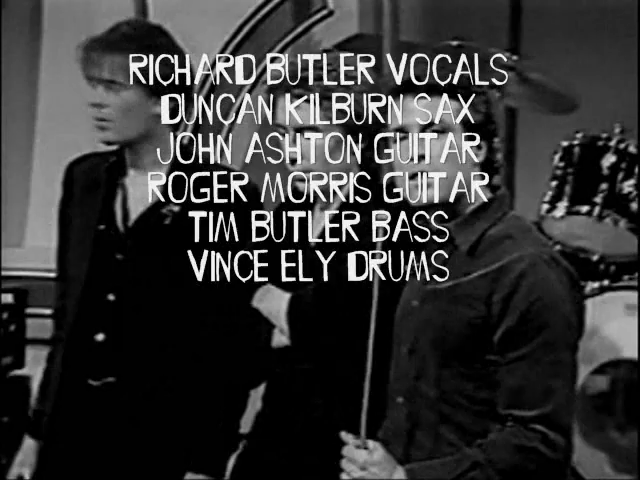 RICHARD BUTLER VOCALS
DUNCAN KILBURN SAX
JOHN ASHTON GUITAR
ROGER MORRIS GUITAR
TIM BUTLER BASS
VINCE ELY DRUMS